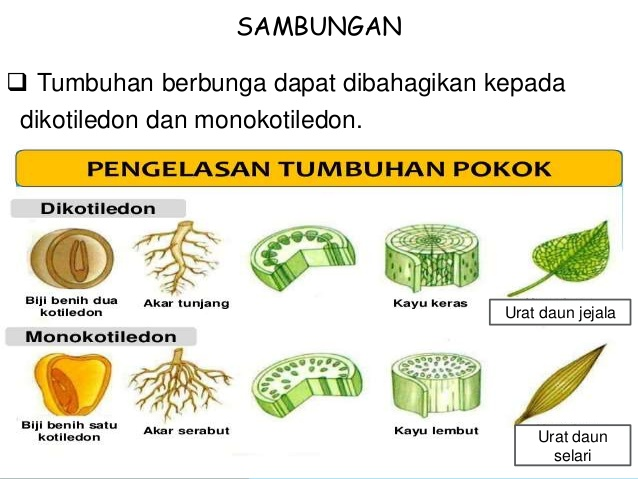 SAMBUNGAN
❑ Tumbuhan berbunga dapat dibahagikan kepada
dikotiledon dan monokotiledon.
PENGELASAN TUMBUHAN POKOK
Dikotiledon
Biji benih dua
kotiledon
Akar tunjang
Kayu keras
Urat daun jejala
Monokotiledon
Biji benih satu
kotiledon
Akar serabut
Kayu lembut
Urat daun
selari